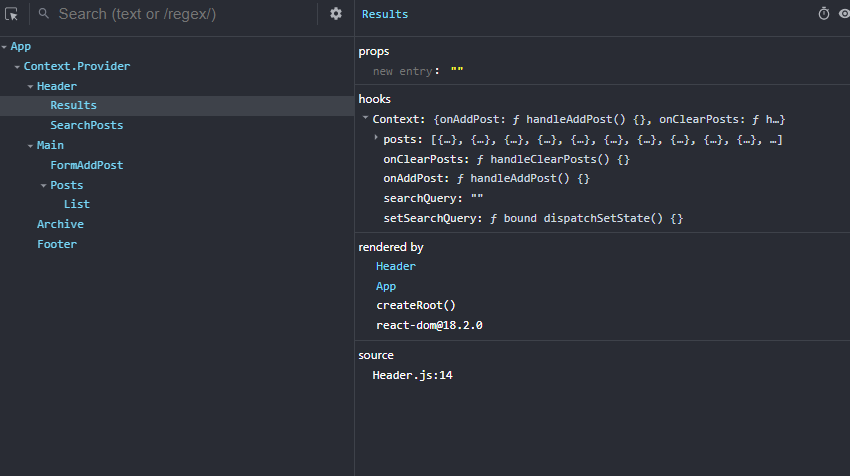 Search (text or /regex/)
App
Context.Provider
Header
Results
SearchPosts
Main
FormAddPost
Posts
List
Archive
Footer
Results
props
new entry: ""
hooks
Context: {onAddPost: ƒ handleAddPost() {}, onClearPosts: ƒ h…}
posts: [{…}, {…}, {…}, {…}, {…}, {…}, {…}, {…}, {…}, {…}, …]
onClearPosts: ƒ handleClearPosts() {}
onAddPost: ƒ handleAddPost() {}
searchQuery: ""
setSearchQuery: ƒ bound dispatchSetState() {}
rendered by
Header
App
createRoot()
react-dom@18.2.0
source
Header.js:14